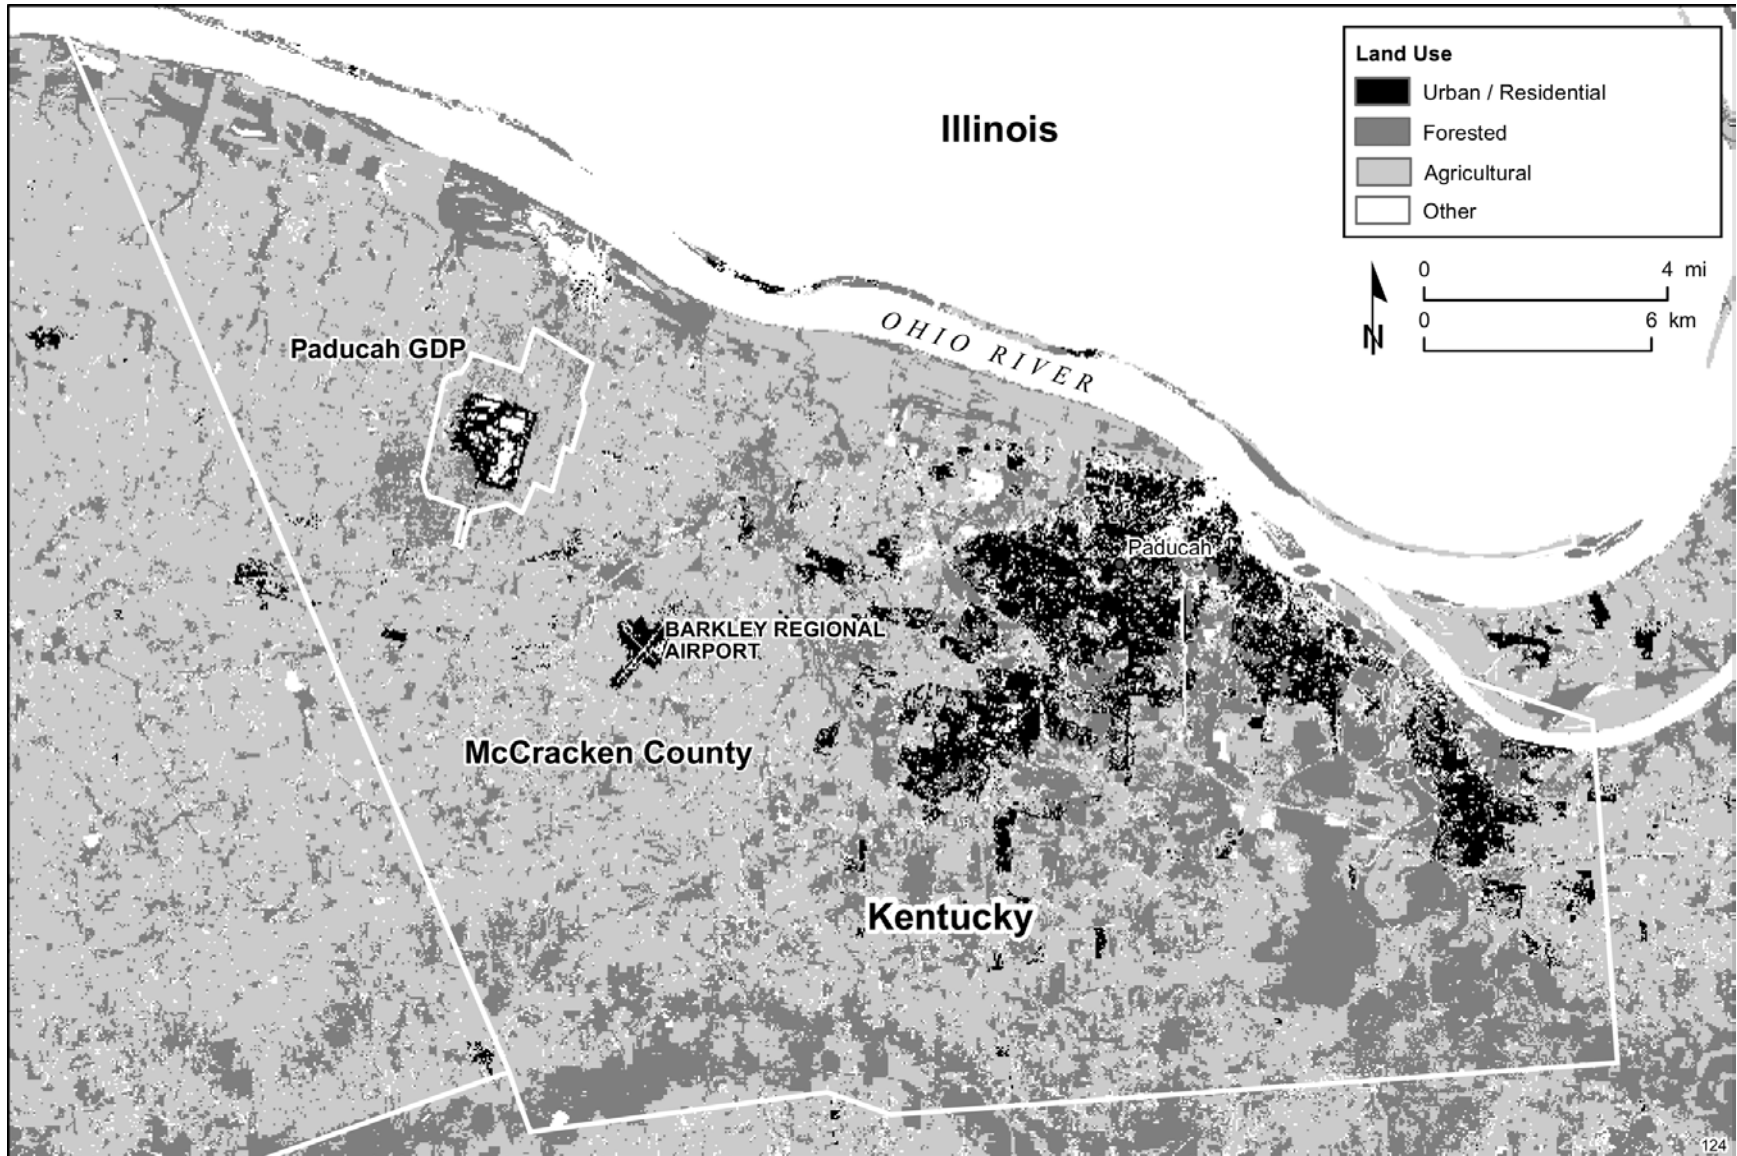 Land Use
Urban / Residential
Forested
Agricultural
Other
Illinois
0 4 mi
0 6 km
N
OHIO RIVER
Paducah GDP
Paducah
BARKLEY REGIONAL
AIRPORT
McCracken County
Kentucky
124